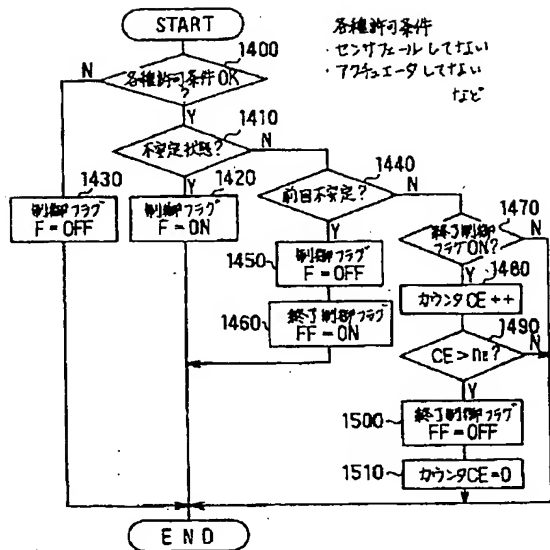 START
各種許可条件
・センサフェールしてない
・アクチュエータしてない
など
1400
各種許可条件OK
?
N
Y
1410
不安定状態?
N
Y
1440
前回不安定?
N
Y
1430
制御フラグ
F=OFF
1420
制御フラグ
F=ON
1470
終了制御
フラグON?
N
Y
1450
制御フラグ
F=OFF
1480
カウンタCE++
1460
終了制御フラグ
FF=ON
1490
CE>nE?
N
Y
1500
終了制御フラグ
FF=OFF
1510
カウンタCE=0
END